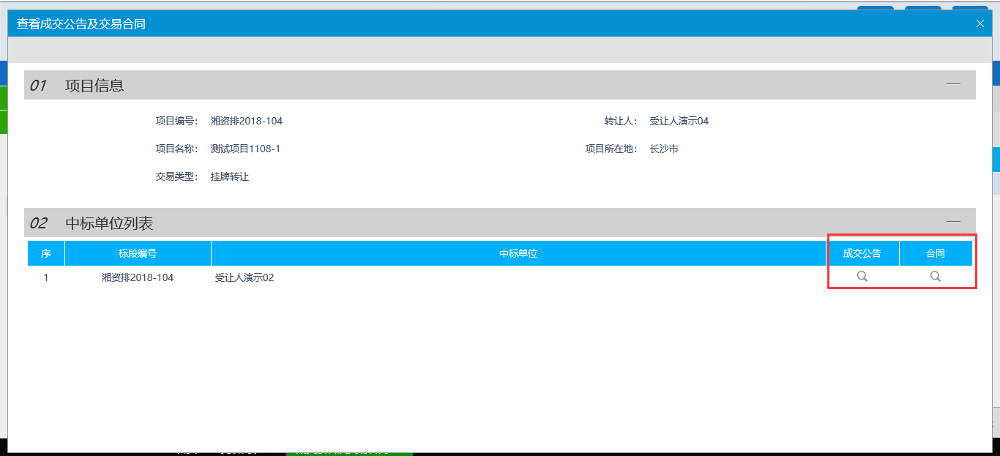 查看成交公告及交易合同
01 项目信息
项目编号： 湘资排2018-104 转让人： 受让人演示04
项目名称： 测试项目1108-1 项目所在地： 长沙市
交易类型： 挂牌转让
02 中标单位列表
序 标段编号 中标单位 成交公告 合同
1 湘资排2018-104 受让人演示02